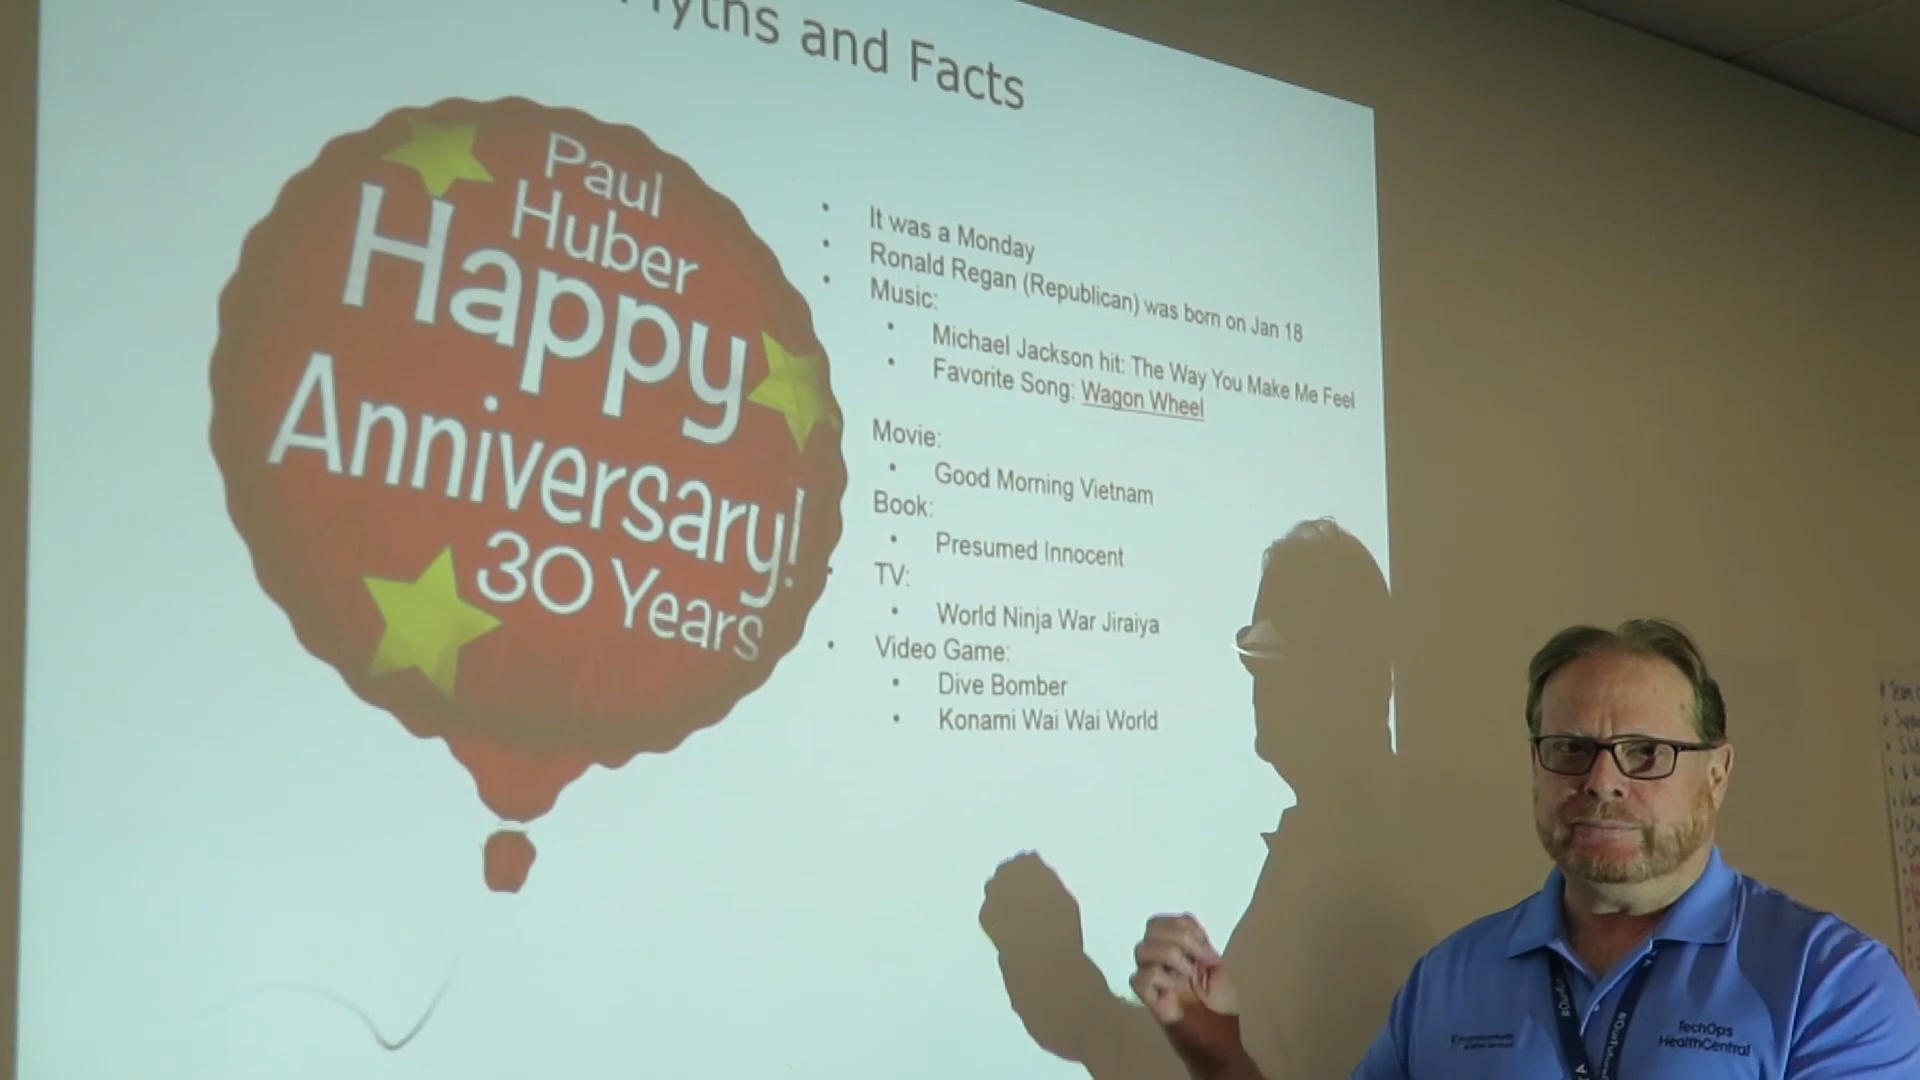 and Facts
Paul
Huber
Happy
Anniversary!
30 Years
It was a Monday
Ronald Regan (Republican) was born on Jan 18
Music:
Michael Jackson hit: The Way You Make Me Feel
Favorite Song: Wagon Wheel
Movie:
Good Morning Vietnam
Book:
Presumed Innocent
TV:
World Ninja War Jiraiya
Video Game:
Dive Bomber
Konami Wai Wai World
TechOps
HealthCentral